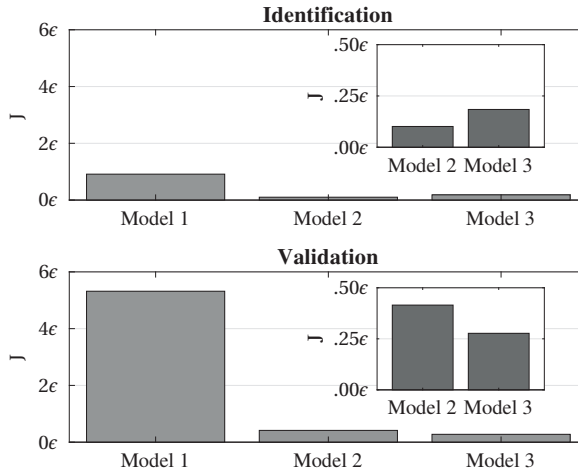 Identification
6ϵ
4ϵ
2ϵ
0ϵ
J
Model 1
Model 2
Model 3
.50ϵ
.25ϵ
.00ϵ
J
Model 2
Model 3
Validation
6ϵ
4ϵ
2ϵ
0ϵ
J
Model 1
Model 2
Model 3
.50ϵ
.25ϵ
.00ϵ
J
Model 2
Model 3